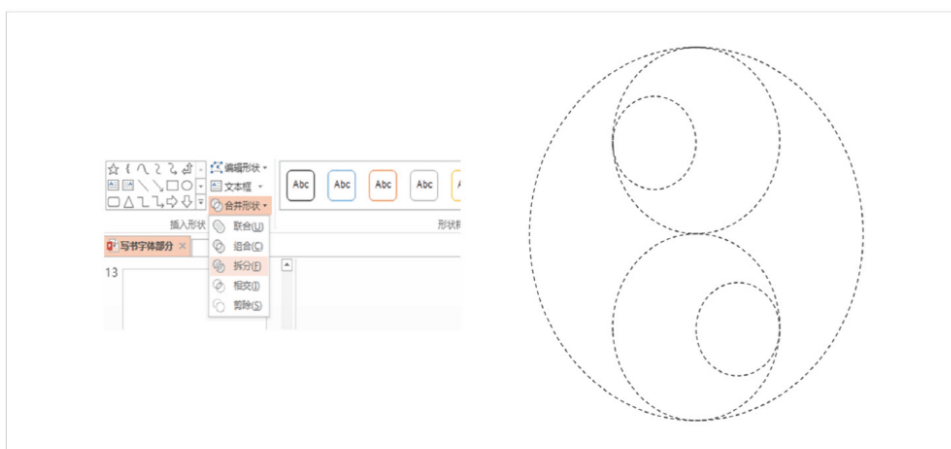 编辑形状
文本框
合并形状
Abc Abc Abc Abc
插入形状
形状
联合(U)
组合(C)
拆分(F)
相交(I)
剪除(S)
写书字体部分
13